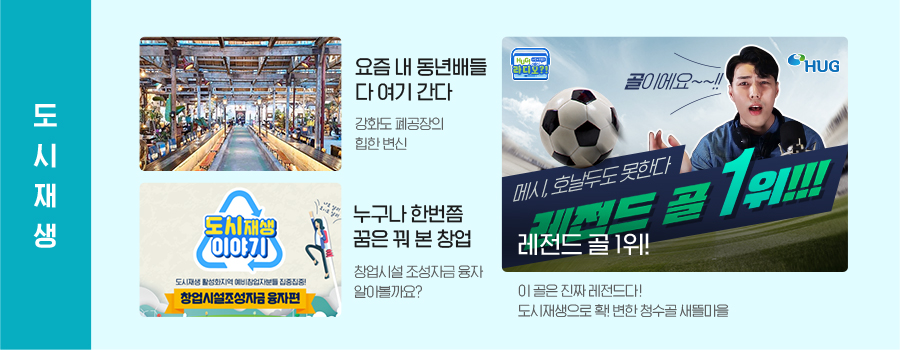 도시재생
요즘 내 동년배들
다 여기 간다
강화도 폐공장의
힙한 변신
도시재생
이야기
도시재생 활성화지역 예비창업자분들 집중집중!
창업시설조성자금 융자편
누구나 한번쯤
꿈은 꿔 본 창업
창업시설 조성자금 융자
알아볼까요?
HUG
라디오?!
골이에요~~!!
HUG
메시, 호날두도 못한다
레전드 골 1위!!!
레전드 골 1위!
이 골은 진짜 레전드다!
도시재생으로 확! 변한 청수골 새뜰마을